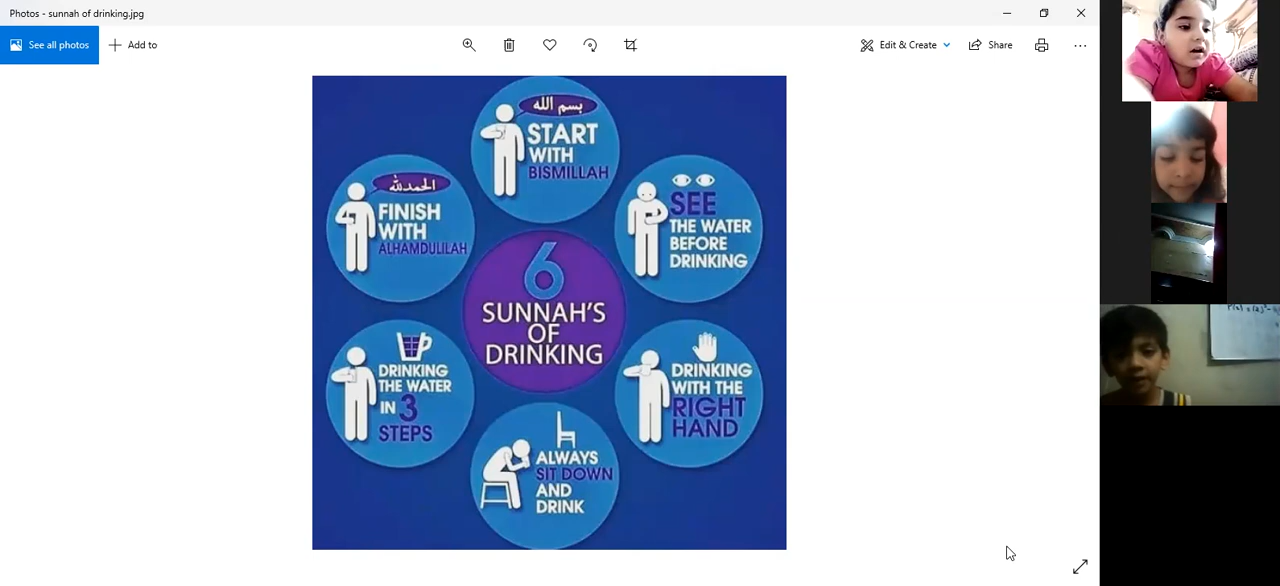 Photos - sunnah of drinking.jpg
See all photos
Add to
Edit & Create
Share
بسم الله
START
WITH
BISMILLAH
SEE
THE WATER
BEFORE
DRINKING
DRINKING
WITH THE
RIGHT
HAND
ALWAYS
SIT DOWN
AND
DRINK
DRINKING
THE WATER
IN 3
STEPS
الحمد لله
FINISH
WITH
ALHAMDULILAH
6
SUNNAH'S
OF
DRINKING